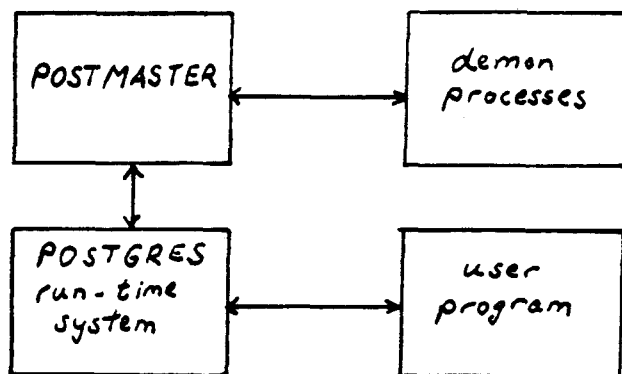 POSTMASTER
demon
processes
POSTGRES
run-time
system
user
program